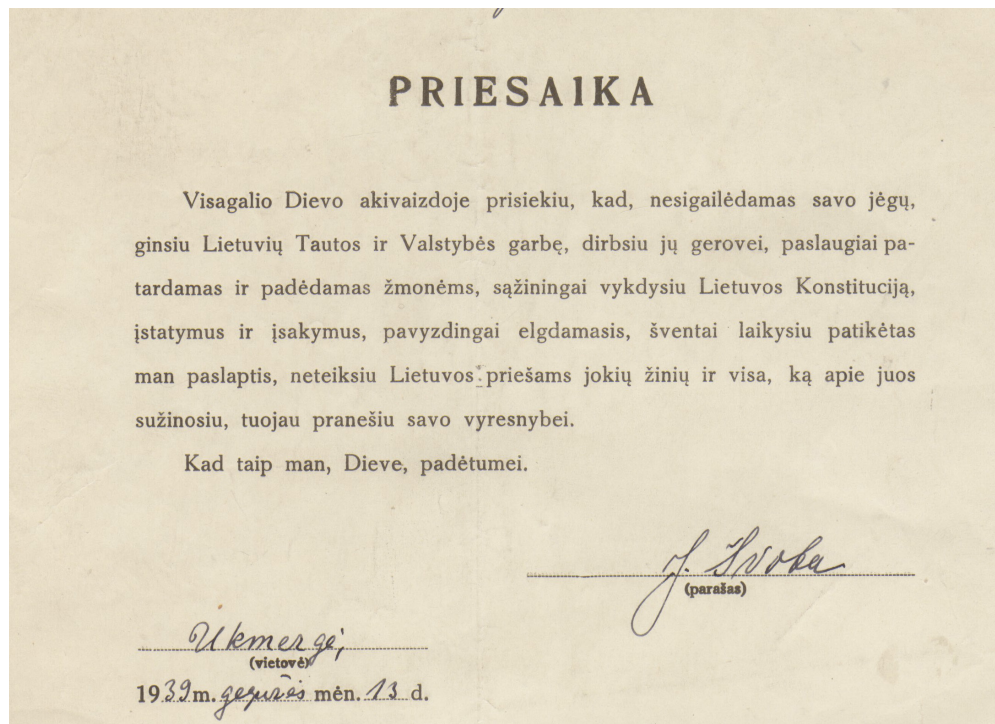 PRIESAIKA
Visagalio Dievo akivaizdoje prisiekiu, kad, nesigailėdamas savo jėgų,
ginsiu Lietuvių Tautos ir Valstybės garbę, dirbsiu jų gerovei, paslaugiai pa-
tardamas ir padėdamas žmonėms, sąžiningai vykdysiu Lietuvos Konstituciją,
įstatymus ir įsakymus, pavyzdingai elgdamasis, šventai laikysiu patikėtas
man paslaptis, neteiksiu Lietuvos priešams jokių žinių ir visa, ką apie juos
sužinosiu, tuojau pranešiu savo vyresnybei.
Kad taip man, Dieve, padėtumei.
J. Švoba
(parašas)
Ukmergė,
(vietovė)
1939 m. gegužės mėn. 13 d.